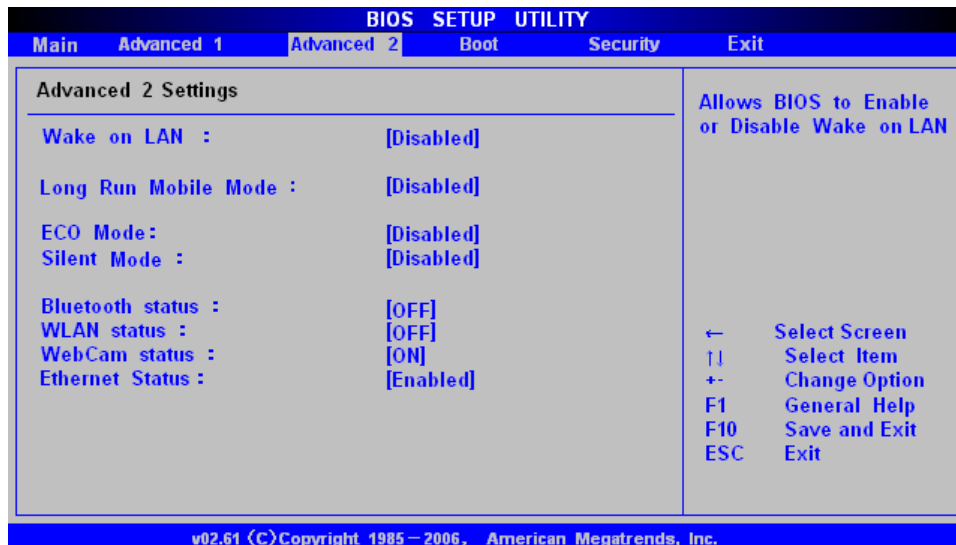 BIOS SETUP UTILITY
Main Advanced 1 Advanced 2 Boot Security Exit
Advanced 2 Settings
Wake on LAN : [Disabled]
Long Run Mobile Mode : [Disabled]
ECO Mode: [Disabled]
Silent Mode : [Disabled]
Bluetooth status : [OFF]
WLAN status : [OFF]
WebCam status : [ON]
Ethernet Status : [Enabled]
Allows BIOS to Enable
or Disable Wake on LAN
← Select Screen
↑↓ Select Item
+- Change Option
F1 General Help
F10 Save and Exit
ESC Exit
v02.61 (C)Copyright 1985-2006, American Megatrends, Inc.